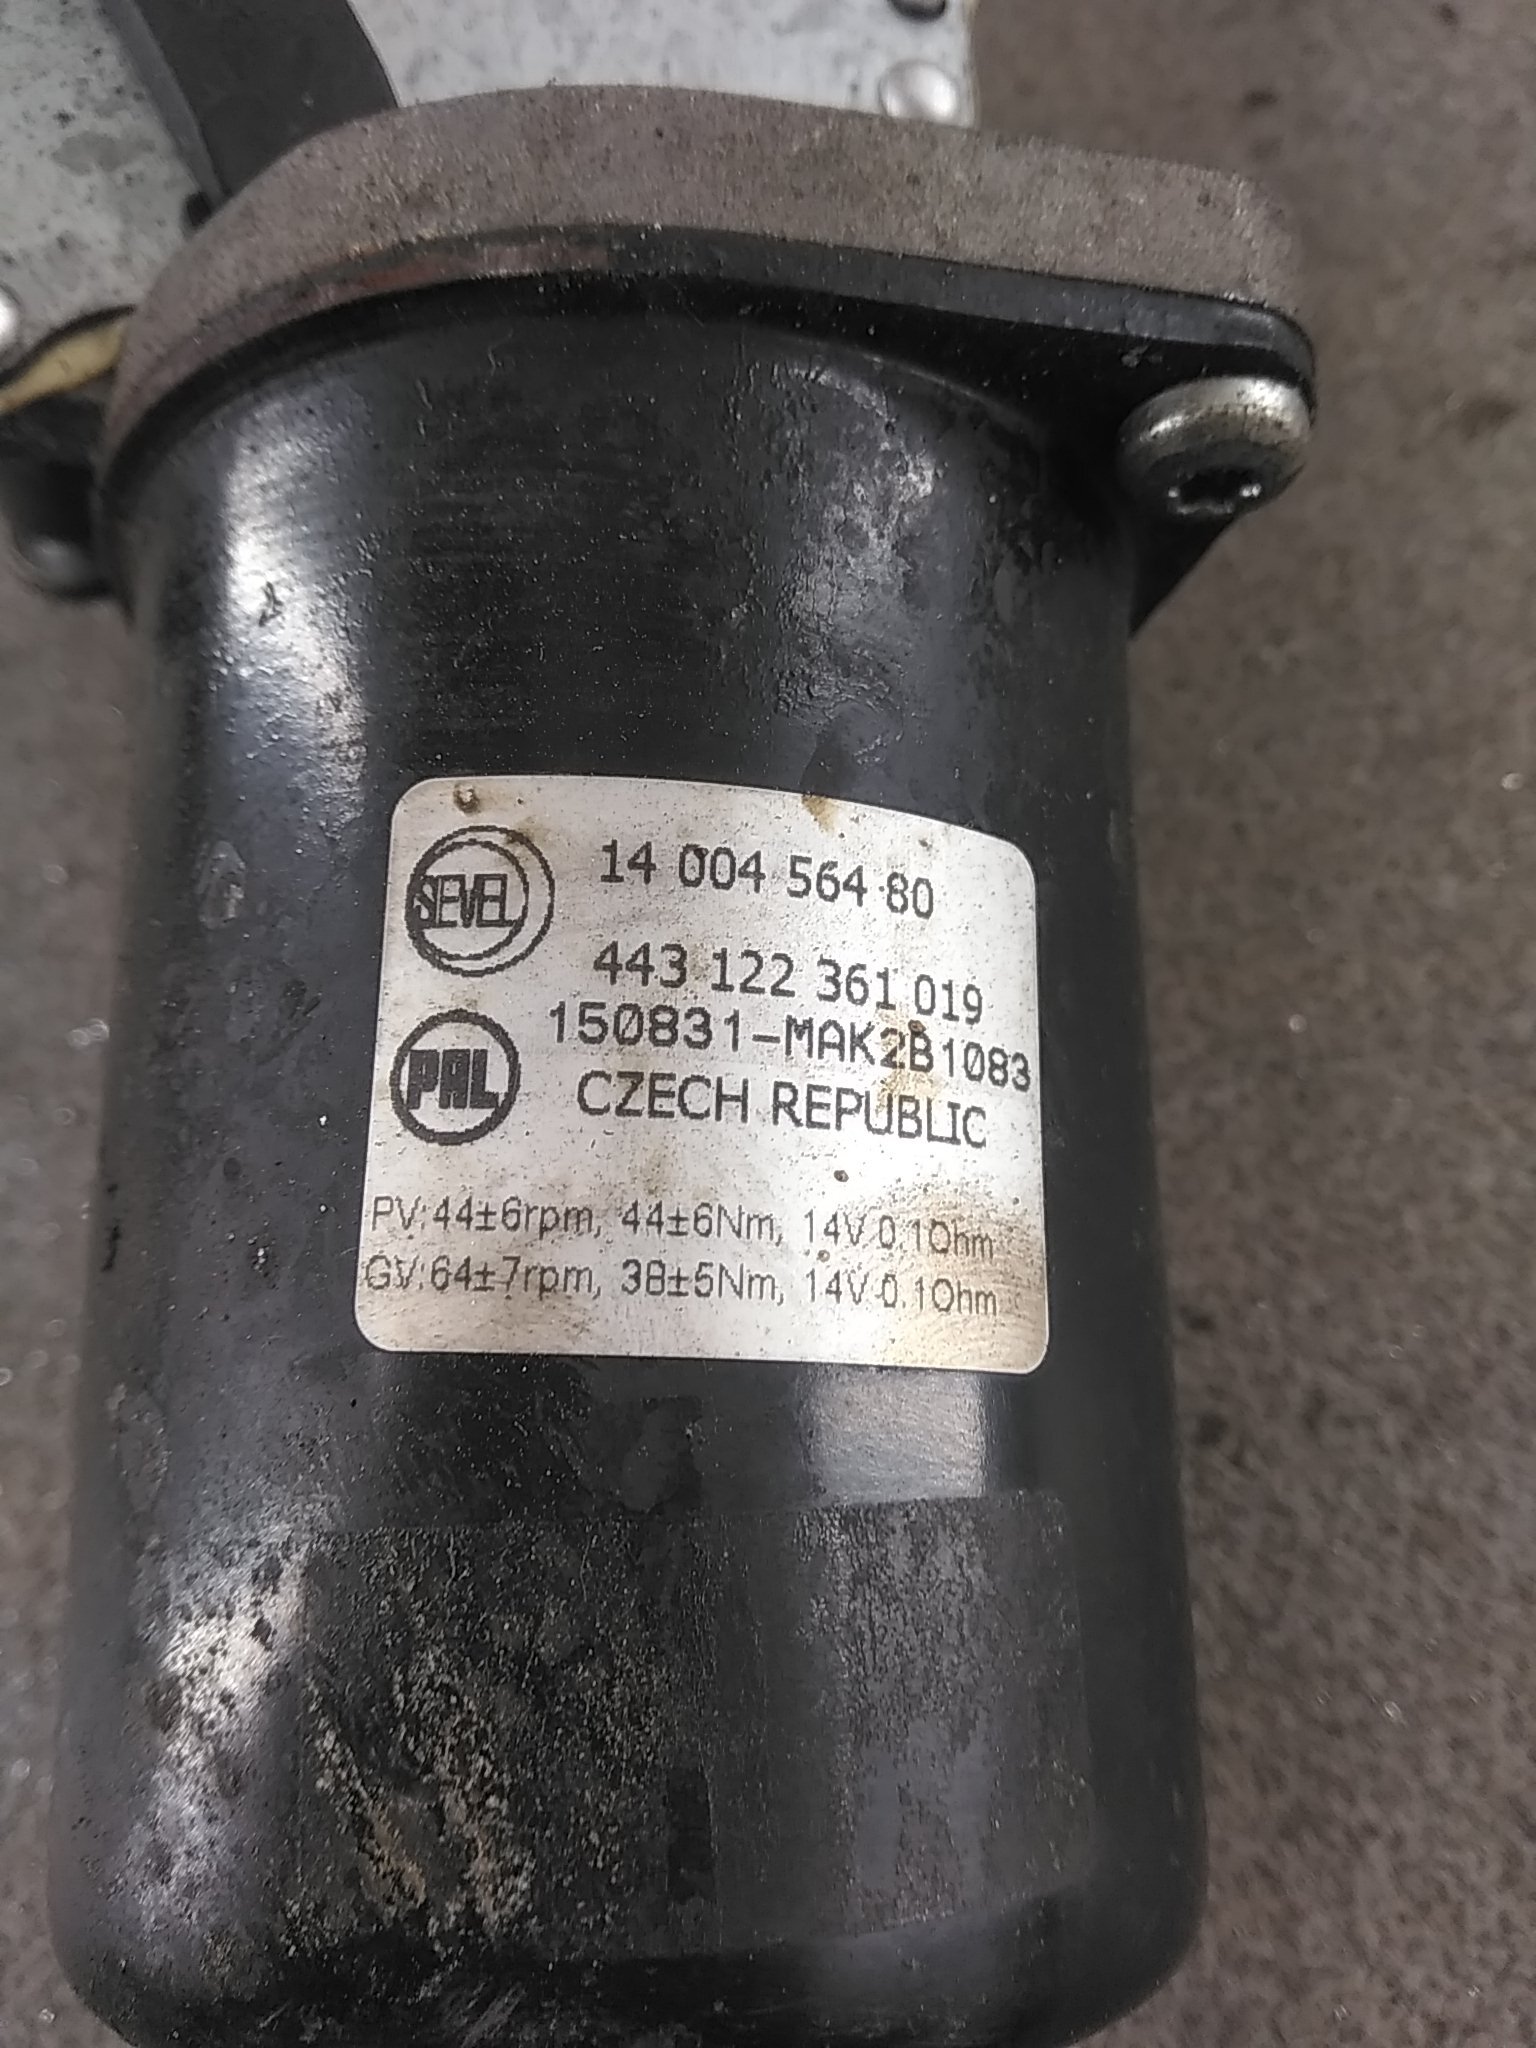 SEVEL
14 004 564 80
443 122 361 019
150831-MAK2B1083
PAL
CZECH REPUBLIC
PV:44±6rpm, 44±6Nm, 14V 0.1Ohm
GV:64±7rpm, 38±5Nm, 14V 0.1Ohm